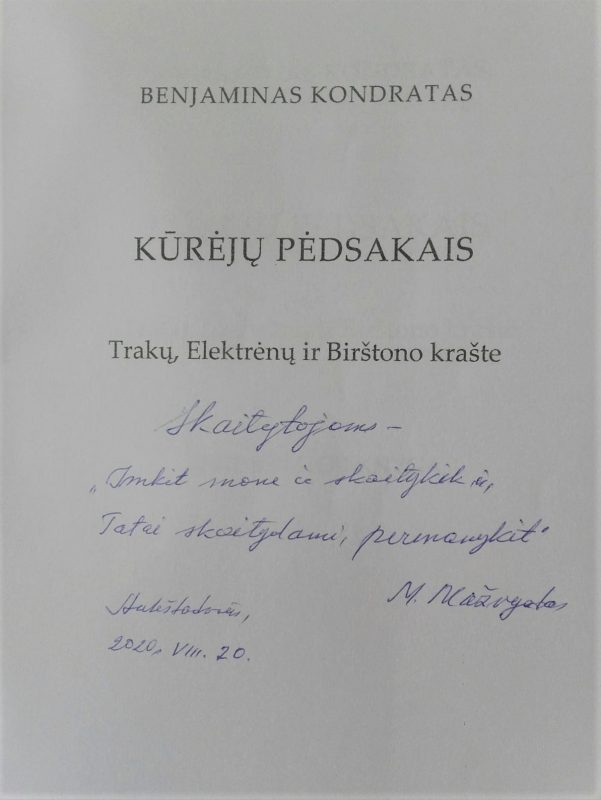 BENJAMINAS KONDRATAS
KŪRĖJŲ PĖDSAKAIS
Trakų, Elektrėnų ir Birštono krašte
Skaitytojams –
„Imkit mane ir skaitykit,
Tatai skaitydami, permanykit“
M. Mažvydas
2020, VIII. 20.